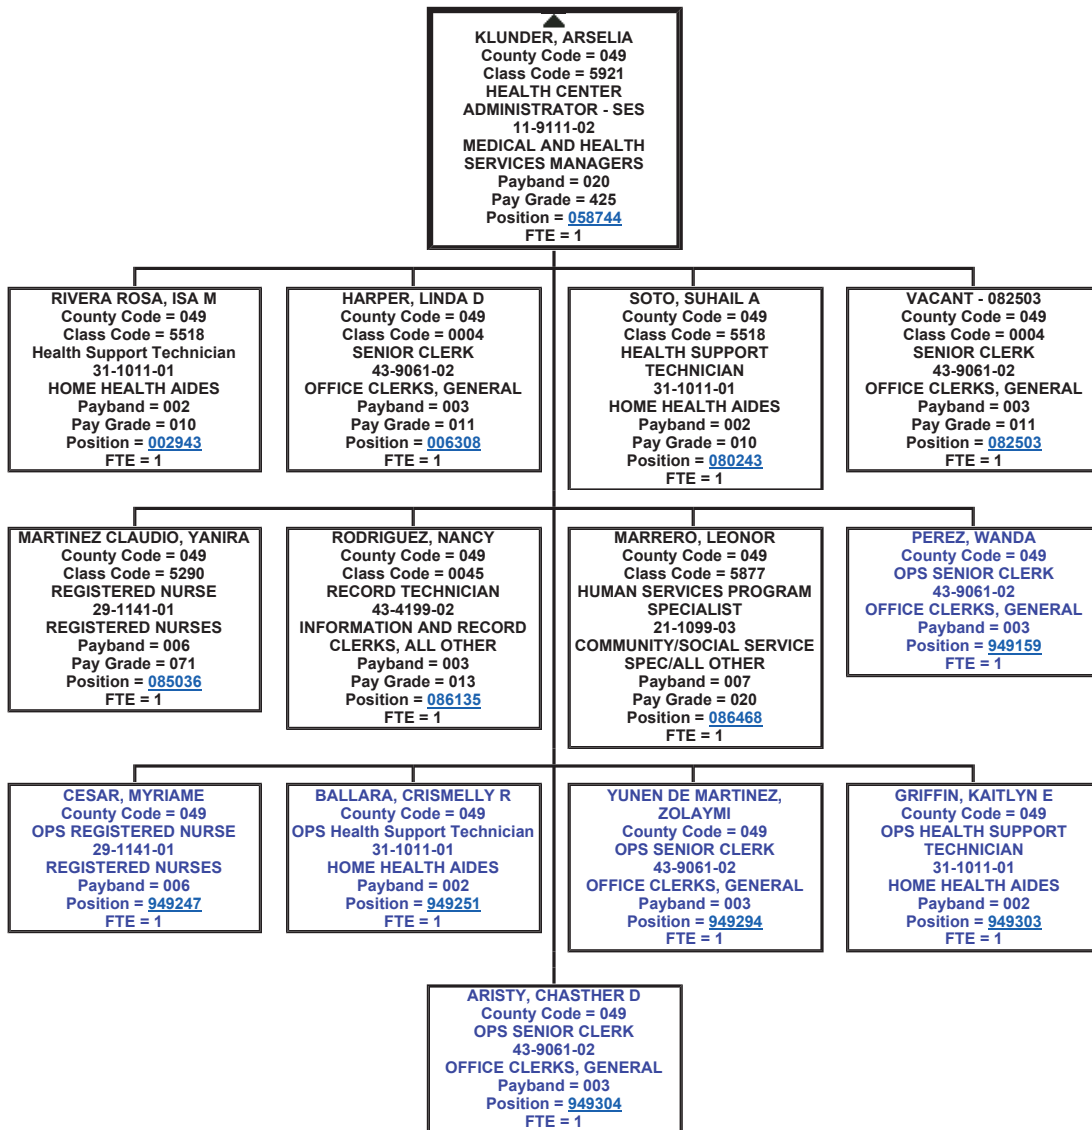 KLUNDER, ARSELIA
County Code = 049
Class Code = 5921
HEALTH CENTER
ADMINISTRATOR - SES
11-9111-02
MEDICAL AND HEALTH
SERVICES MANAGERS
Payband = 020
Pay Grade = 425
Position = 058744
FTE = 1
RIVERA ROSA, ISA M
County Code = 049
Class Code = 5518
Health Support Technician
31-1011-01
HOME HEALTH AIDES
Payband = 002
Pay Grade = 010
Position = 002943
FTE = 1
HARPER, LINDA D
County Code = 049
Class Code = 0004
SENIOR CLERK
43-9061-02
OFFICE CLERKS, GENERAL
Payband = 003
Pay Grade = 011
Position = 006308
FTE = 1
SOTO, SUHAIL A
County Code = 049
Class Code = 5518
HEALTH SUPPORT
TECHNICIAN
31-1011-01
HOME HEALTH AIDES
Payband = 002
Pay Grade = 010
Position = 080243
FTE = 1
VACANT - 082503
County Code = 049
Class Code = 0004
SENIOR CLERK
43-9061-02
OFFICE CLERKS, GENERAL
Payband = 003
Pay Grade = 011
Position = 082503
FTE = 1
MARTINEZ CLAUDIO, YANIRA
County Code = 049
Class Code = 5290
REGISTERED NURSE
29-1141-01
REGISTERED NURSES
Payband = 006
Pay Grade = 071
Position = 085036
FTE = 1
RODRIGUEZ, NANCY
County Code = 049
Class Code = 0045
RECORD TECHNICIAN
43-4199-02
INFORMATION AND RECORD
CLERKS, ALL OTHER
Payband = 003
Pay Grade = 013
Position = 086135
FTE = 1
MARRERO, LEONOR
County Code = 049
Class Code = 5877
HUMAN SERVICES PROGRAM
SPECIALIST
21-1099-03
COMMUNITY/SOCIAL SERVICE
SPEC/ALL OTHER
Payband = 007
Pay Grade = 020
Position = 086468
FTE = 1
PEREZ, WANDA
County Code = 049
OPS SENIOR CLERK
43-9061-02
OFFICE CLERKS, GENERAL
Payband = 003
Position = 949159
FTE = 1
CESAR, MYRIAME
County Code = 049
OPS REGISTERED NURSE
29-1141-01
REGISTERED NURSES
Payband = 006
Position = 949247
FTE = 1
BALLARA, CRISMELLY R
County Code = 049
OPS Health Support Technician
31-1011-01
HOME HEALTH AIDES
Payband = 002
Position = 949251
FTE = 1
YUNEN DE MARTINEZ,
ZOLAYMI
County Code = 049
OPS SENIOR CLERK
43-9061-02
OFFICE CLERKS, GENERAL
Payband = 003
Position = 949294
FTE = 1
GRIFFIN, KAITLYN E
County Code = 049
OPS HEALTH SUPPORT
TECHNICIAN
31-1011-01
HOME HEALTH AIDES
Payband = 002
Position = 949303
FTE = 1
ARISTY, CHASTHER D
County Code = 049
OPS SENIOR CLERK
43-9061-02
OFFICE CLERKS, GENERAL
Payband = 003
Position = 949304
FTE = 1